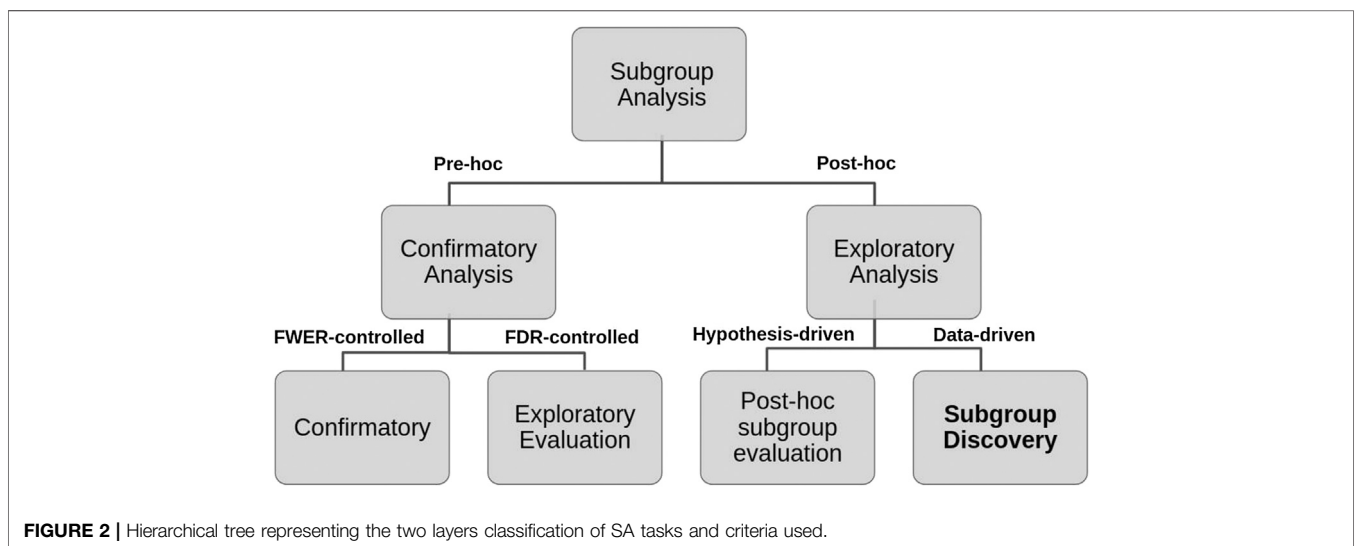 Subgroup
Analysis
Pre-hoc
Post-hoc
Confirmatory
Analysis
Exploratory
Analysis
FWER-controlled
FDR-controlled
Hypothesis-driven
Data-driven
Confirmatory
Exploratory
Evaluation
Post-hoc
subgroup
evaluation
Subgroup
Discovery
FIGURE 2 | Hierarchical tree representing the two layers classification of SA tasks and criteria used.